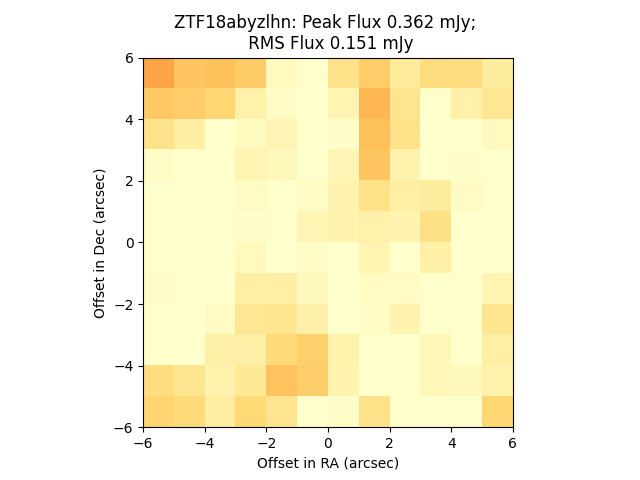 ZTF18abyzlhn: Peak Flux 0.362 mJy;
RMS Flux 0.151 mJy
6
4
2
0
−2
−4
−6
Offset in Dec (arcsec)
−6 −4 −2 0 2 4 6
Offset in RA (arcsec)